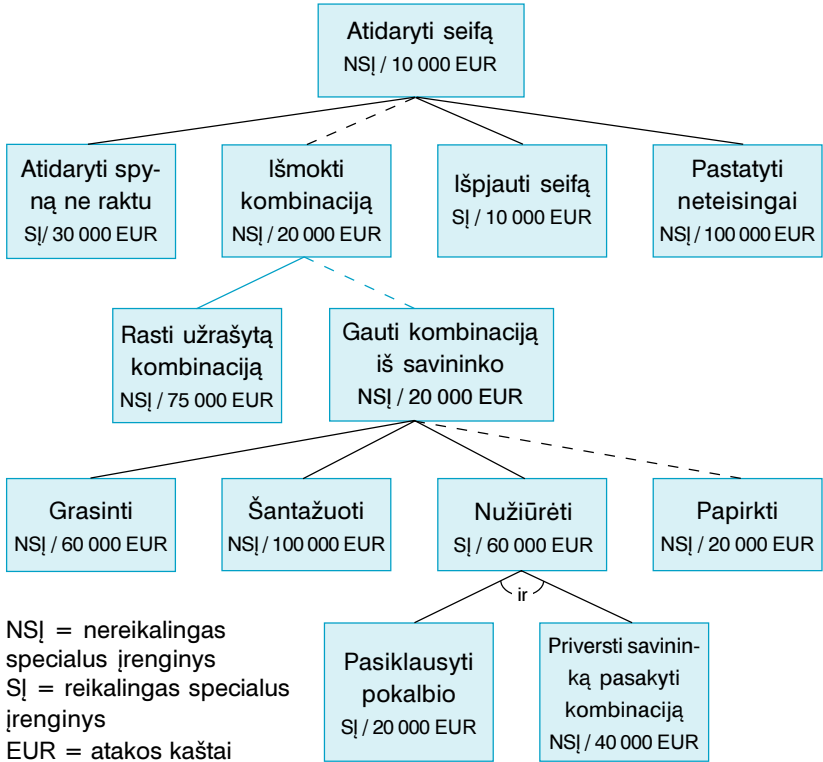 Atidaryti seifą
NSĮ / 10 000 EUR
Atidaryti spy-
ną ne raktu
SĮ/ 30 000 EUR
Išmokti
kombinaciją
NSĮ / 20 000 EUR
Išpjauti seifą
SĮ / 10 000 EUR
Pastatyti
neteisingai
NSĮ / 100 000 EUR
Rasti užrašytą
kombinaciją
NSĮ / 75 000 EUR
Gauti kombinaciją
iš savininko
NSĮ / 20 000 EUR
Grasinti
NSĮ / 60 000 EUR
Šantažuoti
NSĮ / 100 000 EUR
Nužiūrėti
SĮ / 60 000 EUR
Papirkti
NSĮ / 20 000 EUR
ir
Pasiklausyti
pokalbio
SĮ / 20 000 EUR
Priversti savinin-
ką pasakyti
kombinaciją
NSĮ / 40 000 EUR
NSĮ = nereikalingas
specialus įrenginys
SĮ = reikalingas specialus
įrenginys
EUR = atakos kaštai